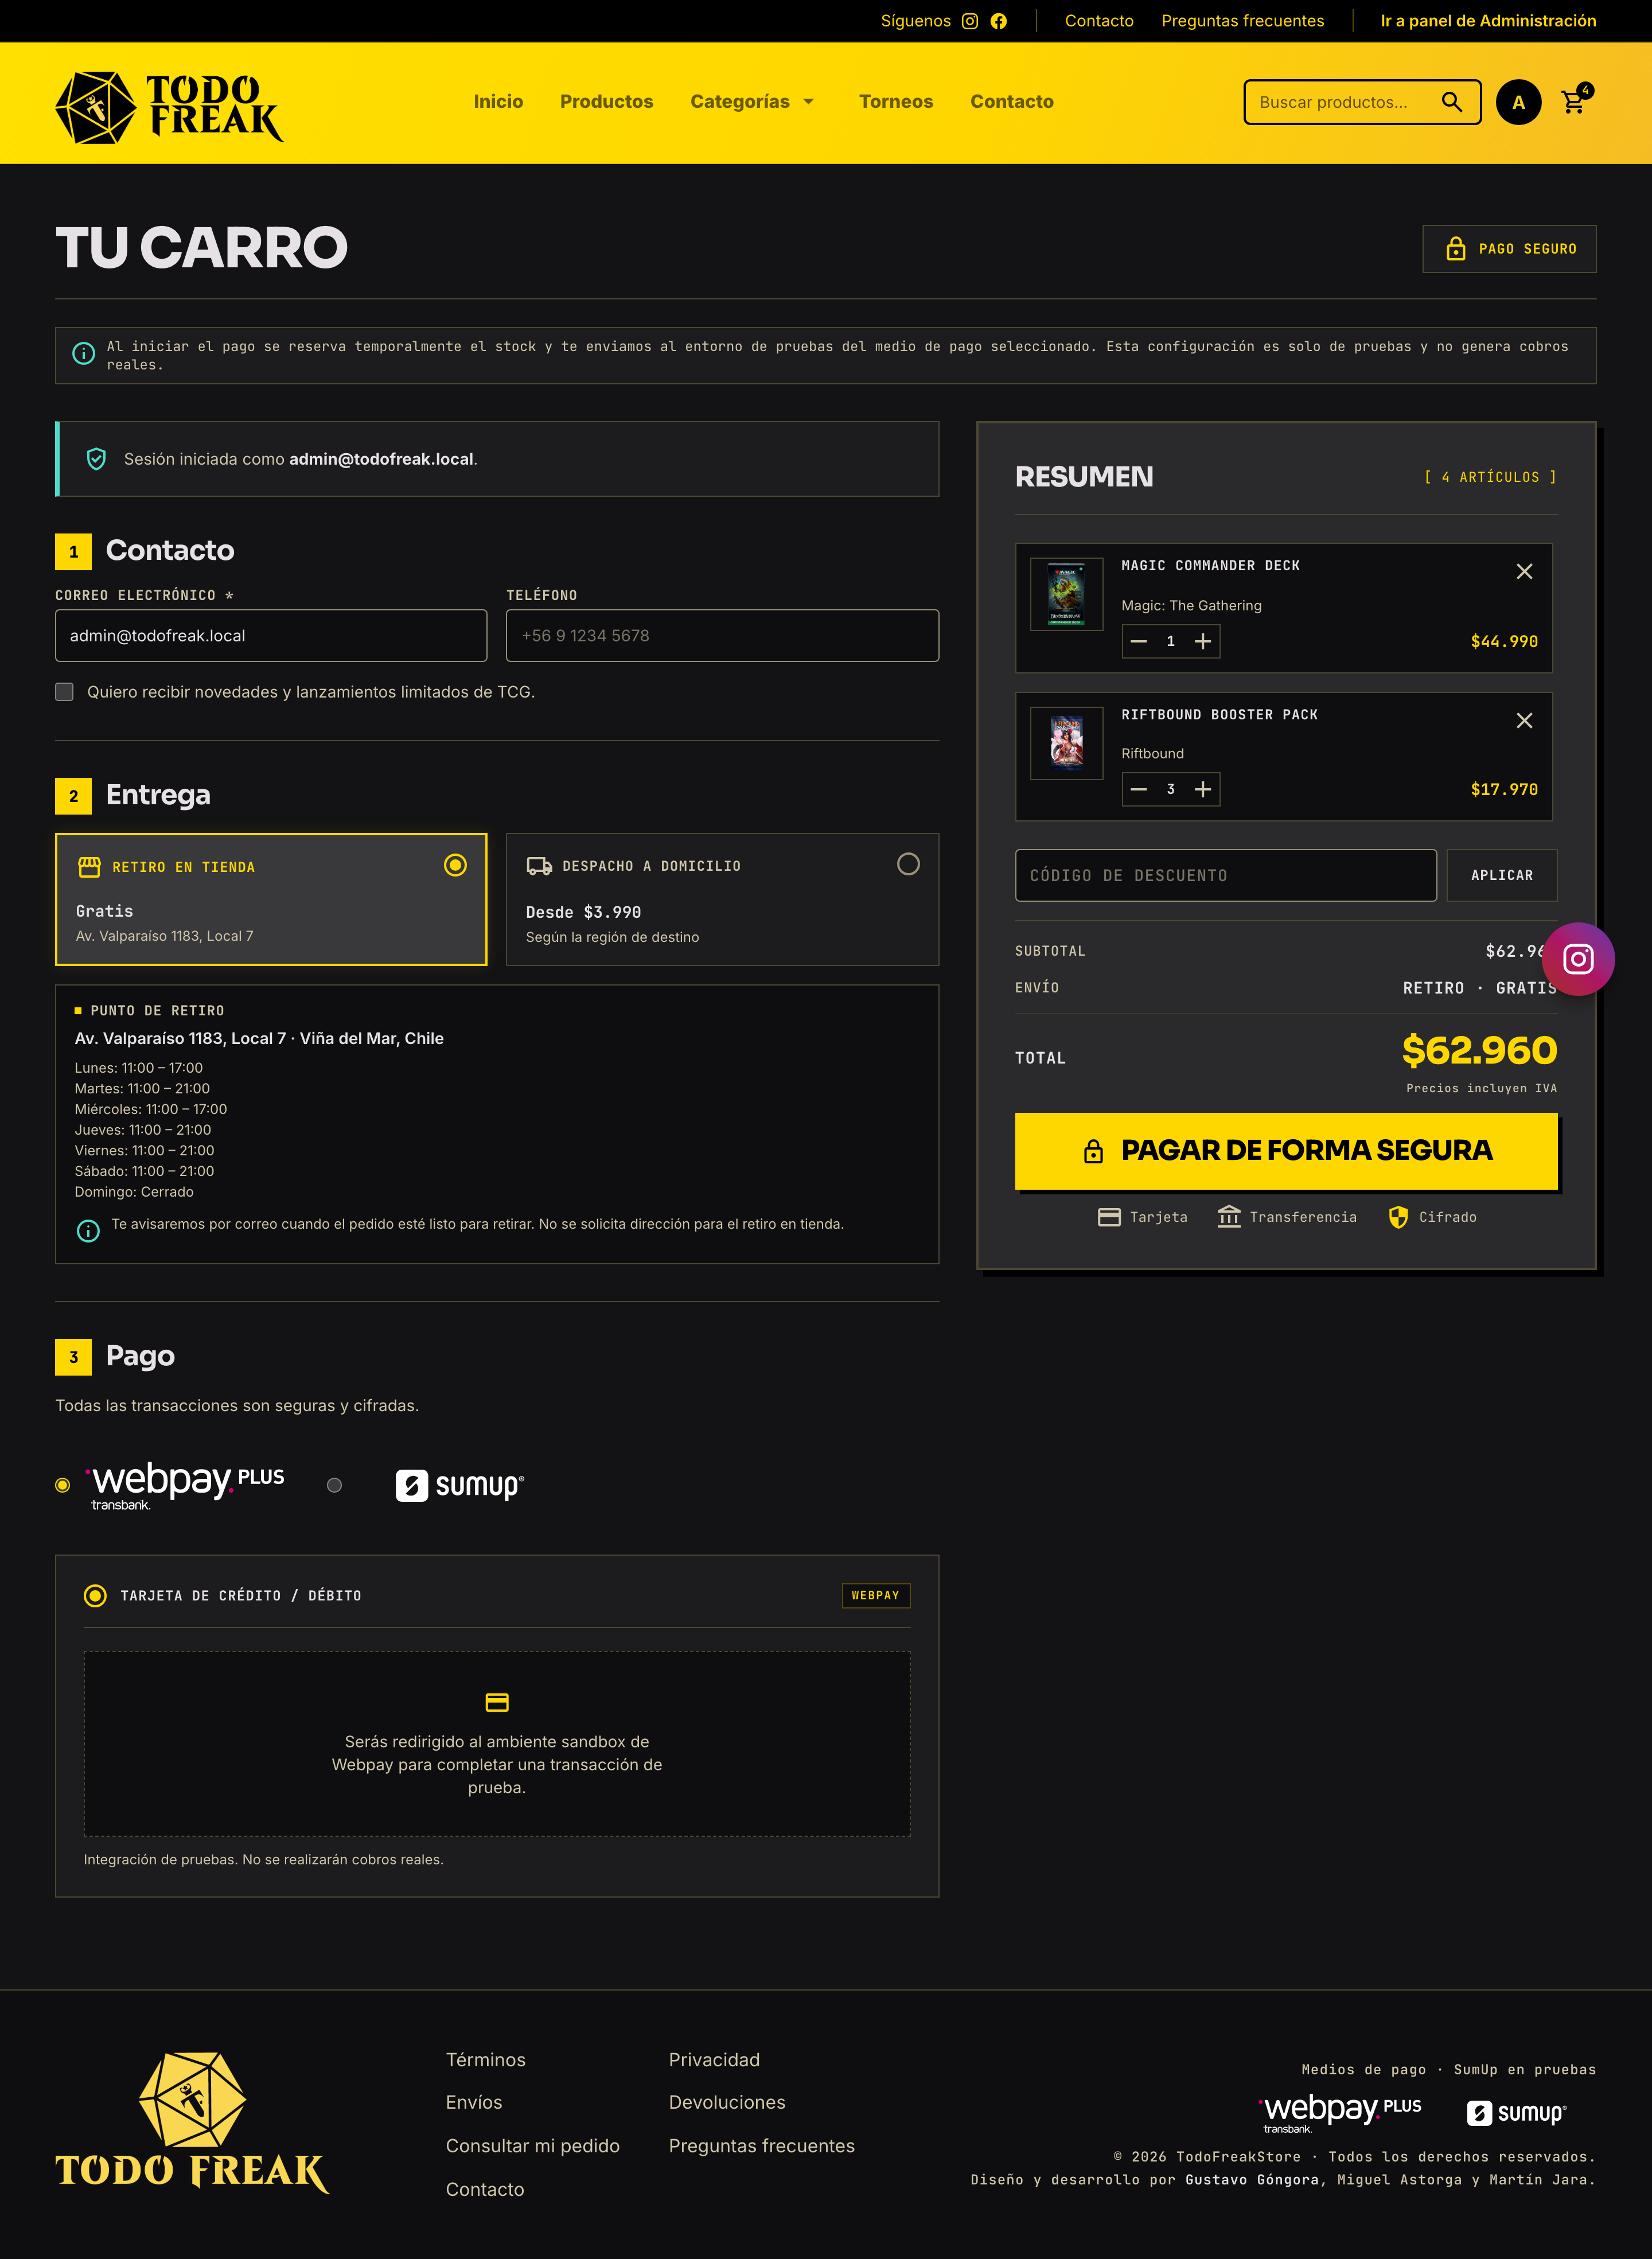 Síguenos
Contacto
Preguntas frecuentes
Ir a panel de Administración
TODO
FREAK
Inicio
Productos
Categorías
Torneos
Contacto
Buscar productos...
A
4
TU CARRO
PAGO SEGURO
Al iniciar el pago se reserva temporalmente el stock y te enviamos al entorno de pruebas del medio de pago seleccionado. Esta configuración es solo de pruebas y no genera cobros
reales.
Sesión iniciada como admin@todofreak.local.
1 Contacto
CORREO ELECTRÓNICO *
TELÉFONO
admin@todofreak.local
+56 9 1234 5678
Quiero recibir novedades y lanzamientos limitados de TCG.
2 Entrega
RETIRO EN TIENDA
Gratis
Av. Valparaíso 1183, Local 7
DESPACHO A DOMICILIO
Desde $3.990
Según la región de destino
PUNTO DE RETIRO
Av. Valparaíso 1183, Local 7 · Viña del Mar, Chile
Lunes: 11:00 – 17:00
Martes: 11:00 – 21:00
Miércoles: 11:00 – 17:00
Jueves: 11:00 – 21:00
Viernes: 11:00 – 21:00
Sábado: 11:00 – 21:00
Domingo: Cerrado
Te avisaremos por correo cuando el pedido esté listo para retirar. No se solicita dirección para el retiro en tienda.
3 Pago
Todas las transacciones son seguras y cifradas.
webpay. PLUS
transbank.
sumup®
TARJETA DE CRÉDITO / DÉBITO
WEBPAY
Serás redirigido al ambiente sandbox de
Webpay para completar una transacción de
prueba.
Integración de pruebas. No se realizarán cobros reales.
RESUMEN
[ 4 ARTÍCULOS ]
MAGIC COMMANDER DECK
Magic: The Gathering
1
$44.990
RIFTBOUND BOOSTER PACK
Riftbound
3
$17.970
CÓDIGO DE DESCUENTO
APLICAR
SUBTOTAL
$62.96
ENVÍO
RETIRO · GRATIS
TOTAL
$62.960
Precios incluyen IVA
PAGAR DE FORMA SEGURA
Tarjeta
Transferencia
Cifrado
TODO FREAK
Términos
Envíos
Consultar mi pedido
Contacto
Privacidad
Devoluciones
Preguntas frecuentes
Medios de pago · SumUp en pruebas
webpay. PLUS
transbank.
sumup®
© 2026 TodoFreakStore · Todos los derechos reservados.
Diseño y desarrollo por Gustavo Góngora, Miguel Astorga y Martín Jara.